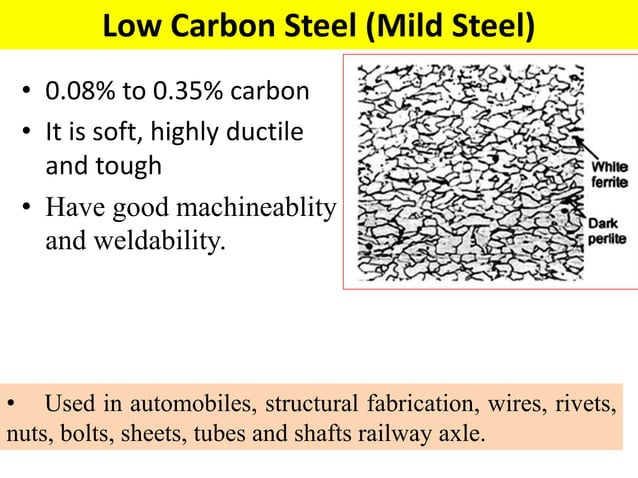 Low Carbon Steel (Mild Steel)
• 0.08% to 0.35% carbon
• It is soft, highly ductile
and tough
• Have good machineablity
and weldability.
White
ferrite
Dark
perlite
• Used in automobiles, structural fabrication, wires, rivets,
nuts, bolts, sheets, tubes and shafts railway axle.